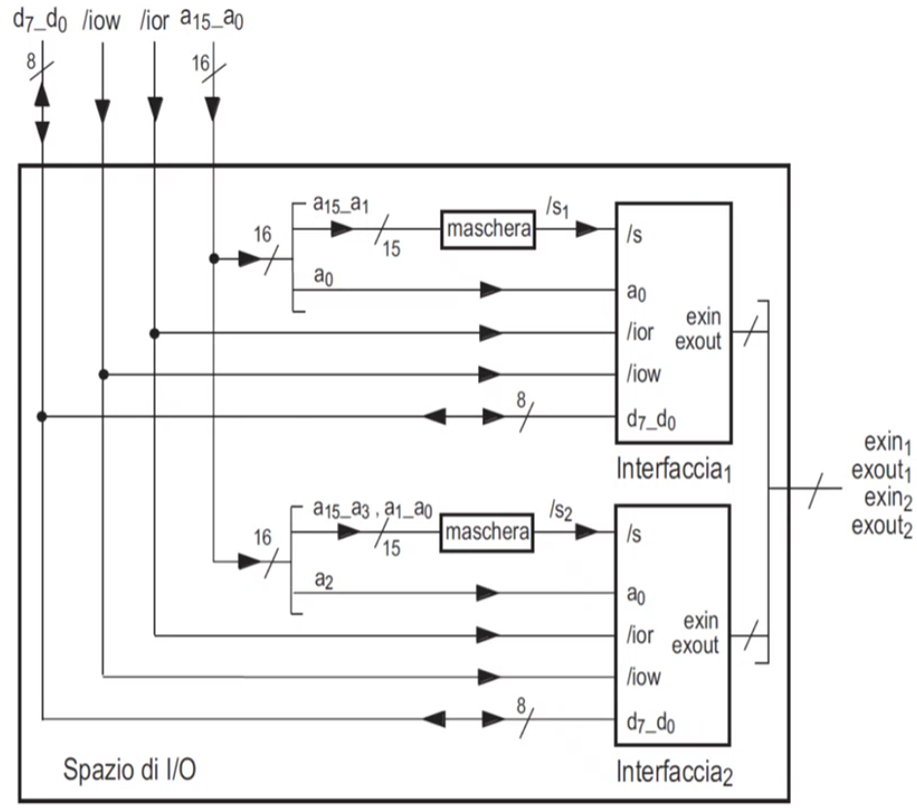 d7_d0 /iow /ior a15_a0
8
16
a15_a1
15
maschera
/s1
/s
16
a0
a0
/ior
exin
exout
/iow
8
d7_d0
Interfaccia1
exin1
exout1
exin2
exout2
a15_a3 , a1_a0
15
maschera
/s2
/s
16
a2
a0
/ior
exin
exout
/iow
8
d7_d0
Spazio di I/O
Interfaccia2